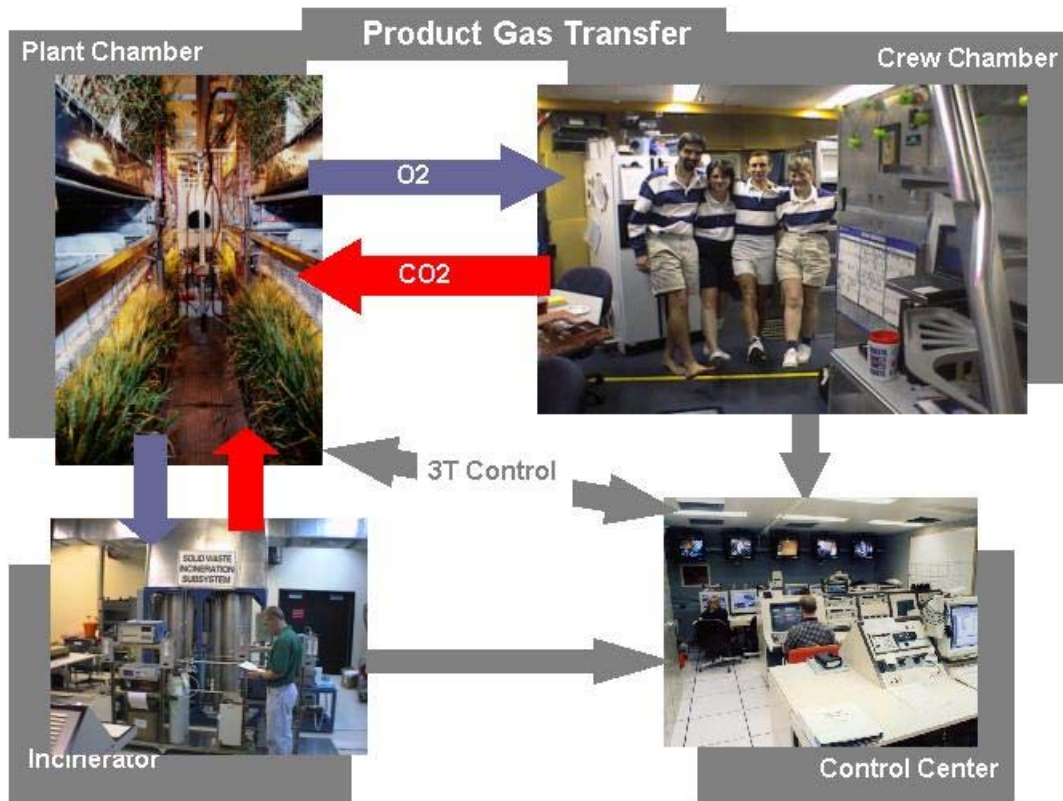 Product Gas Transfer
Plant Chamber
Crew Chamber
O2
CO2
3T Control
SOLID WASTE
INCINERATION
SUBSYSTEM
Incinerator
Control Center